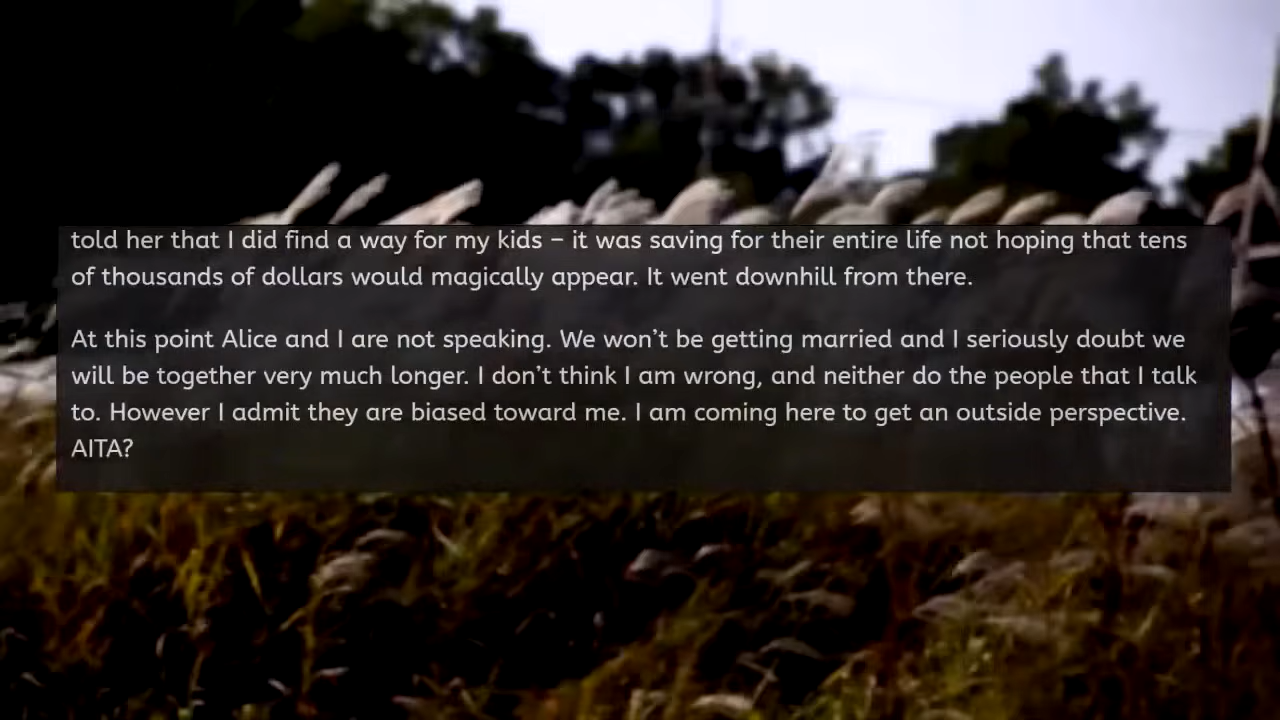 told her that I did find a way for my kids – it was saving for their entire life not hoping that tens
of thousands of dollars would magically appear. It went downhill from there.
At this point Alice and I are not speaking. We won’t be getting married and I seriously doubt we
will be together very much longer. I don’t think I am wrong, and neither do the people that I talk
to. However I admit they are biased toward me. I am coming here to get an outside perspective.
AITA?